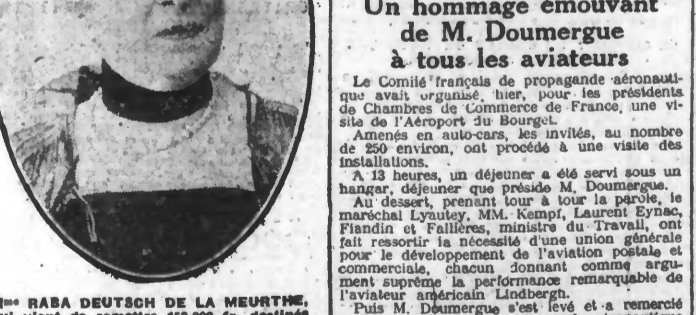 Un hommage émouvant
de M. Doumergue
à tous les aviateurs
Le Comité français de propagande aéronauti-
que avait organisé, hier, pour les présidents
de Chambres de Commerce de France, une vi-
site de l'Aéroport du Bourget.
Amenés en auto-cars, les invités, au nombre
de 250 environ, ont procédé à une visite des
installations.
A 13 heures, un déjeuner a été servi sous un
hangar, déjeuner que préside M. Doumergue.
Au dessert, prenant tour à tour la parole, le
maréchal Lyautey, MM. Kempf, Laurent Eynac,
Flandin et Fallières, ministre du Travail, ont
fait ressortir la nécessité d'une union générale
pour le développement de l'aviation postale et
commerciale, chacun donnant comme argu-
ment suprême la performance remarquable de
l'aviateur américain Lindbergh.
Puis M. Doumergue s'est levé et a remercié
RABA DEUTSCH DE LA MEURTHE,
vient de remettre